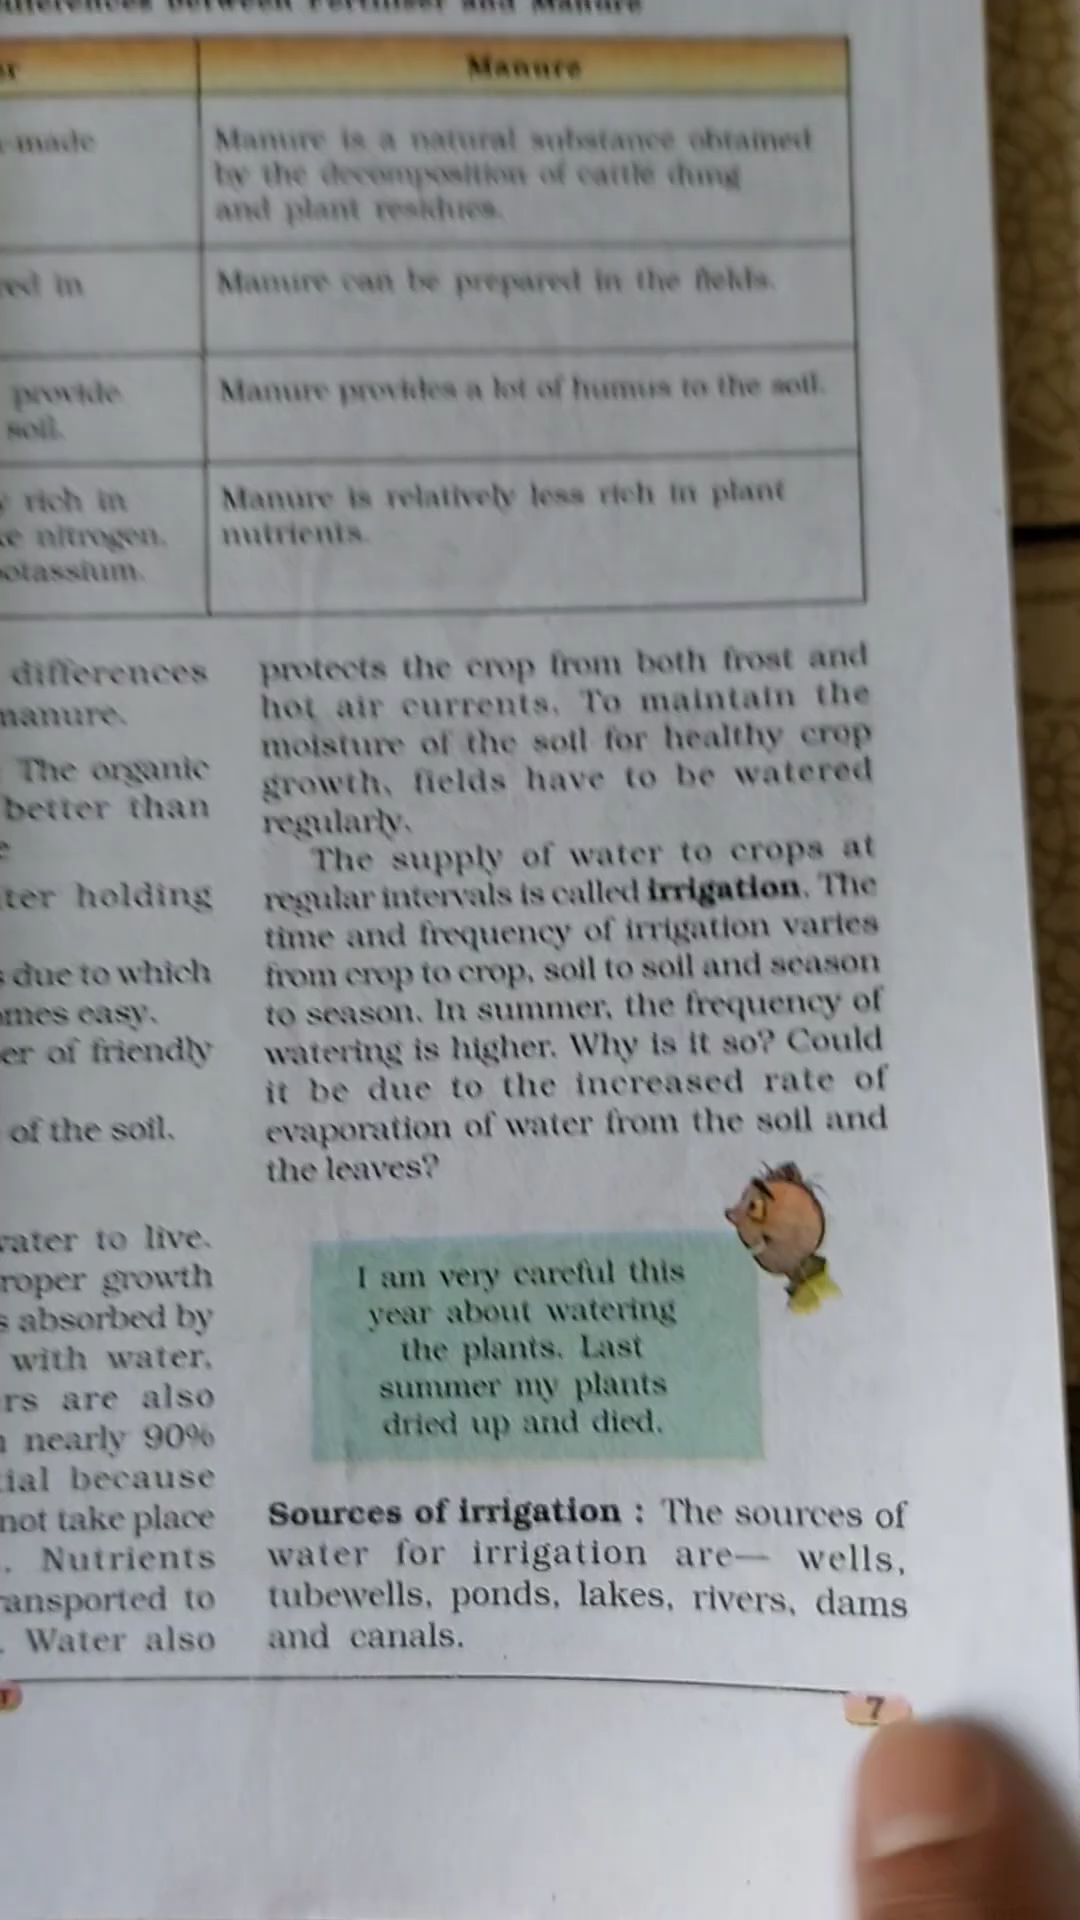 between Fertiliser and Manure
Manure
made
Manure is a natural substance obtained
by the decomposition of cattle dung
and plant residues.
in
Manure can be prepared in the fields.
provide
soil.
Manure provides a lot of humus to the soil.
rich in
nitrogen,
potassium.
Manure is relatively less rich in plant
nutrients.
differences
manure.
The organic
better than
holding
due to which
easy.
of friendly
of the soil.
water to live.
growth
absorbed by
with water.
are also
nearly 90%
because
not take place
Nutrients
to
Water also
protects the crop from both frost and
hot air currents. To maintain the
moisture of the soil for healthy crop
growth, fields have to be watered
regularly.
The supply of water to crops at
regular intervals is called irrigation. The
time and frequency of irrigation varies
from crop to crop, soil to soil and season
to season. In summer, the frequency of
watering is higher. Why is it so? Could
it be due to the increased rate of
evaporation of water from the soil and
the leaves?
I am very careful this
year about watering
the plants. Last
summer my plants
dried up and died.
Sources of irrigation : The sources of
water for irrigation are— wells,
tubewells, ponds, lakes, rivers, dams
and canals.
7